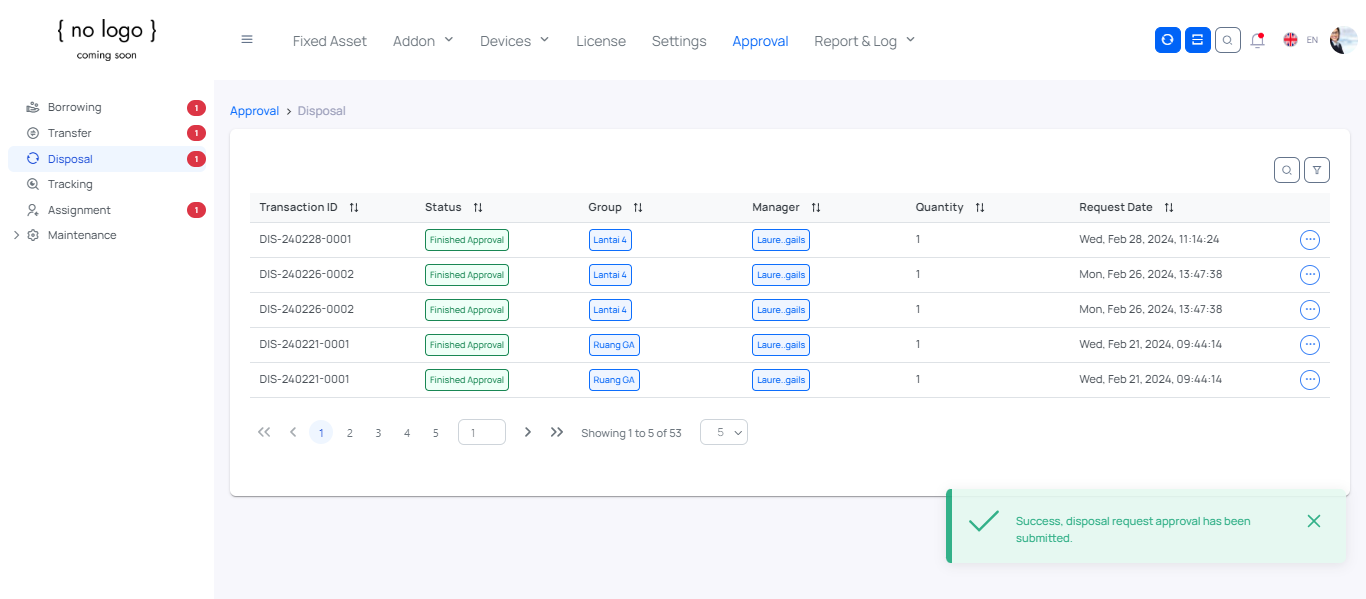 { no logo }
coming soon
Fixed Asset Addon Devices License Settings Approval Report & Log EN
Borrowing 1
Transfer 1
Disposal 1
Tracking
Assignment 1
Maintenance
Approval > Disposal
Transaction ID Status Group Manager Quantity Request Date
DIS-240228-0001 Finished Approval Lantai 4 Laure..gails 1 Wed, Feb 28, 2024, 11:14:24
DIS-240226-0002 Finished Approval Lantai 4 Laure..gails 1 Mon, Feb 26, 2024, 13:47:38
DIS-240226-0002 Finished Approval Lantai 4 Laure..gails 1 Mon, Feb 26, 2024, 13:47:38
DIS-240221-0001 Finished Approval Ruang GA Laure..gails 1 Wed, Feb 21, 2024, 09:44:14
DIS-240221-0001 Finished Approval Ruang GA Laure..gails 1 Wed, Feb 21, 2024, 09:44:14
1 2 3 4 5 1 Showing 1 to 5 of 53 5
Success, disposal request approval has been
submitted.